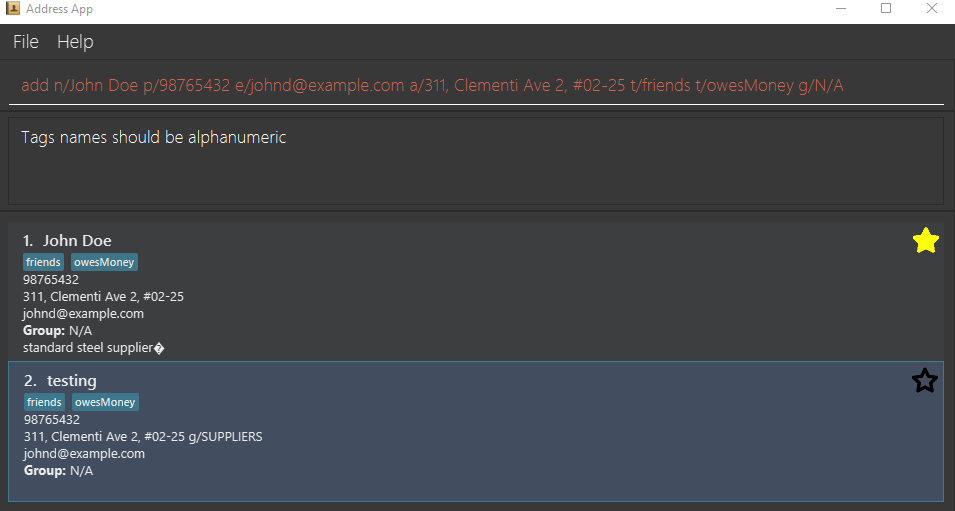 Address App
File Help
add n/John Doe p/98765432 e/johnd@example.com a/311, Clementi Ave 2, #02-25 t/friends t/owesMoney g/N/A
Tags names should be alphanumeric
1. John Doe
friends owesMoney
98765432
311, Clementi Ave 2, #02-25
johnd@example.com
Group: N/A
standard steel supplier�
2. testing
friends owesMoney
98765432
311, Clementi Ave 2, #02-25 g/SUPPLIERS
johnd@example.com
Group: N/A